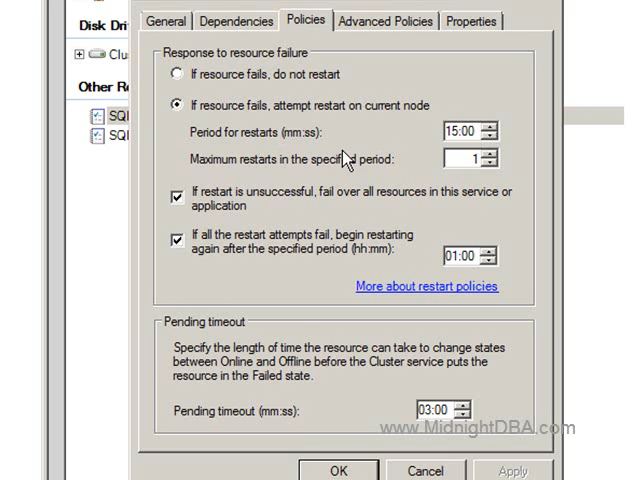 Disk Dri
General
Dependencies
Policies
Advanced Policies
Properties
Clu
Other Re
SQL
SQ
Response to resource failure
If resource fails, do not restart
If resource fails, attempt restart on current node
Period for restarts (mm:ss):
15:00
Maximum restarts in the specified period:
1
If restart is unsuccessful, fail over all resources in this service or
application
If all the restart attempts fail, begin restarting
again after the specified period (hh:mm):
01:00
More about restart policies
Pending timeout
Specify the length of time the resource can take to change states
between Online and Offline before the Cluster service puts the
resource in the Failed state.
Pending timeout (mm:ss):
03:00
www.MidnightDBA.com
OK
Cancel
Apply